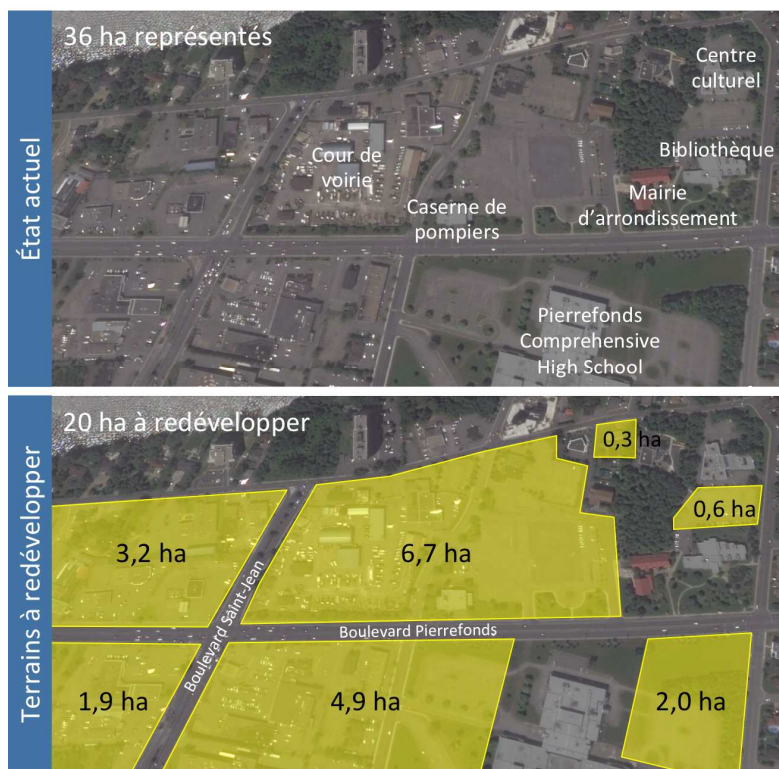 36 ha représentés
État actuel
Centre
culturel
Bibliothèque
Cour de
voirie
Mairie
d'arrondissement
Caserne de
pompiers
Pierrefonds
Comprehensive
High School
20 ha à redévelopper
Terrains à redévelopper
0,3 ha
0,6 ha
3,2 ha
6,7 ha
Boulevard Saint-Jean
Boulevard Pierrefonds
1,9 ha
4,9 ha
2,0 ha